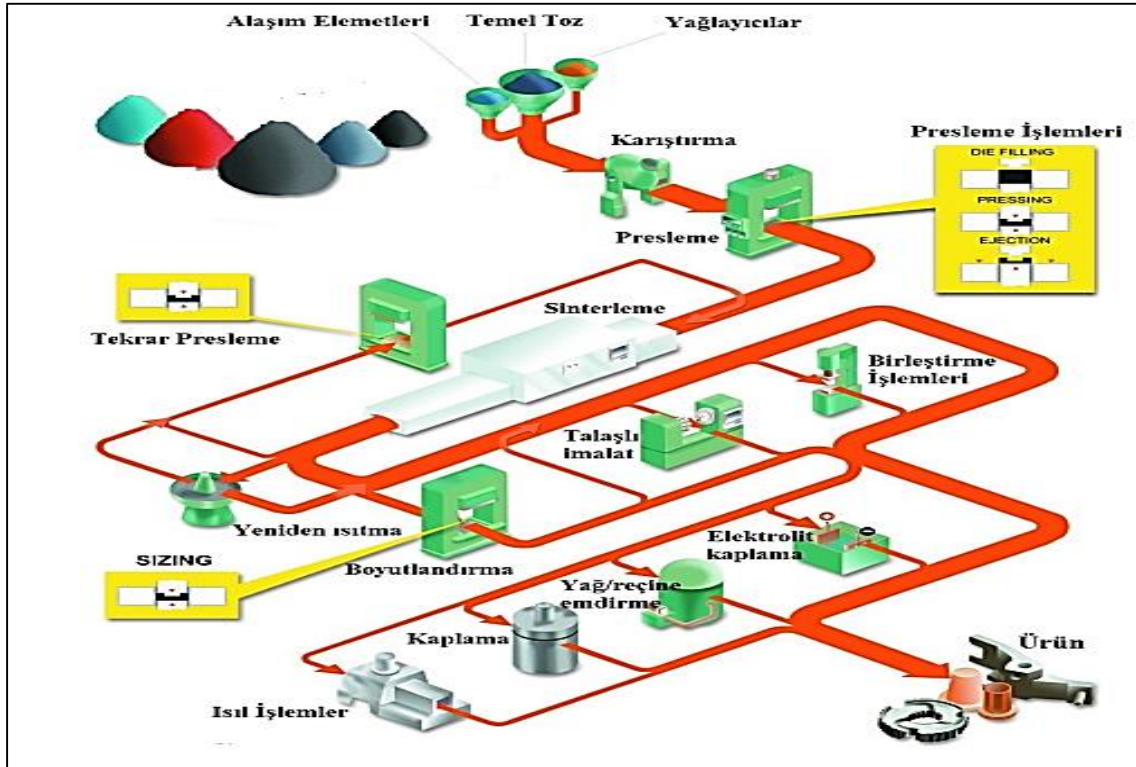 Alaşım Elemetleri
Temel Toz
Yağlayıcılar
Karıştırma
Presleme İşlemleri
DIE FILLING
PRESSING
EJECTION
Presleme
Sinterleme
Tekrar Presleme
Birleştirme
İşlemleri
Talaşlı
imalat
Yeniden ısıtma
SIZING
Boyutlandırma
Elektrolit
kaplama
Yağ/reçine
emdirme
Kaplama
Ürün
Isıl İşlemler